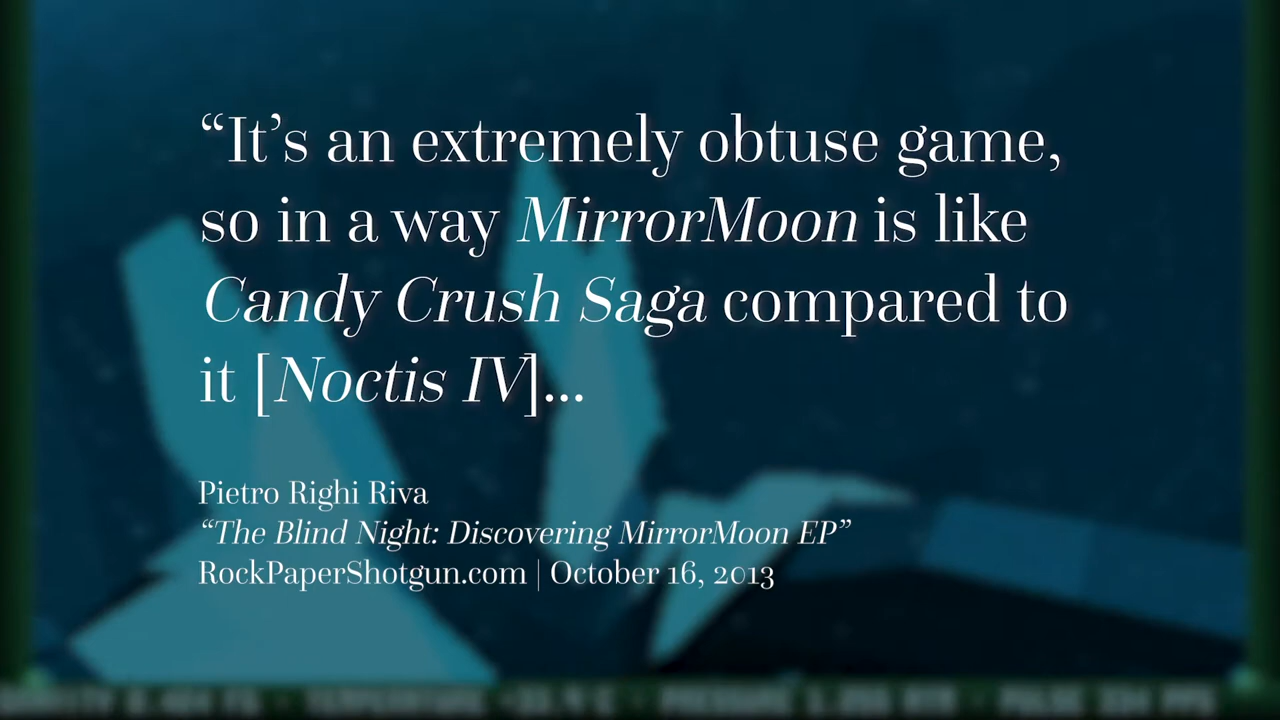 “It’s an extremely obtuse game,
so in a way MirrorMoon is like
Candy Crush Saga compared to
it [Noctis IV]...
Pietro Righi Riva
“The Blind Night: Discovering MirrorMoon EP”
RockPaperShotgun.com | October 16, 2013